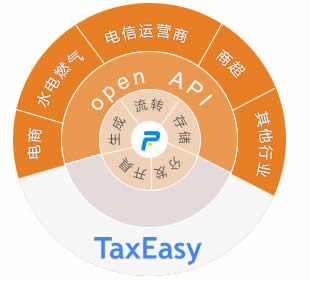 电商
水电燃气
电信运营商
商超
其他行业
open API
生成
流转
存储
分发
开具
TaxEasy